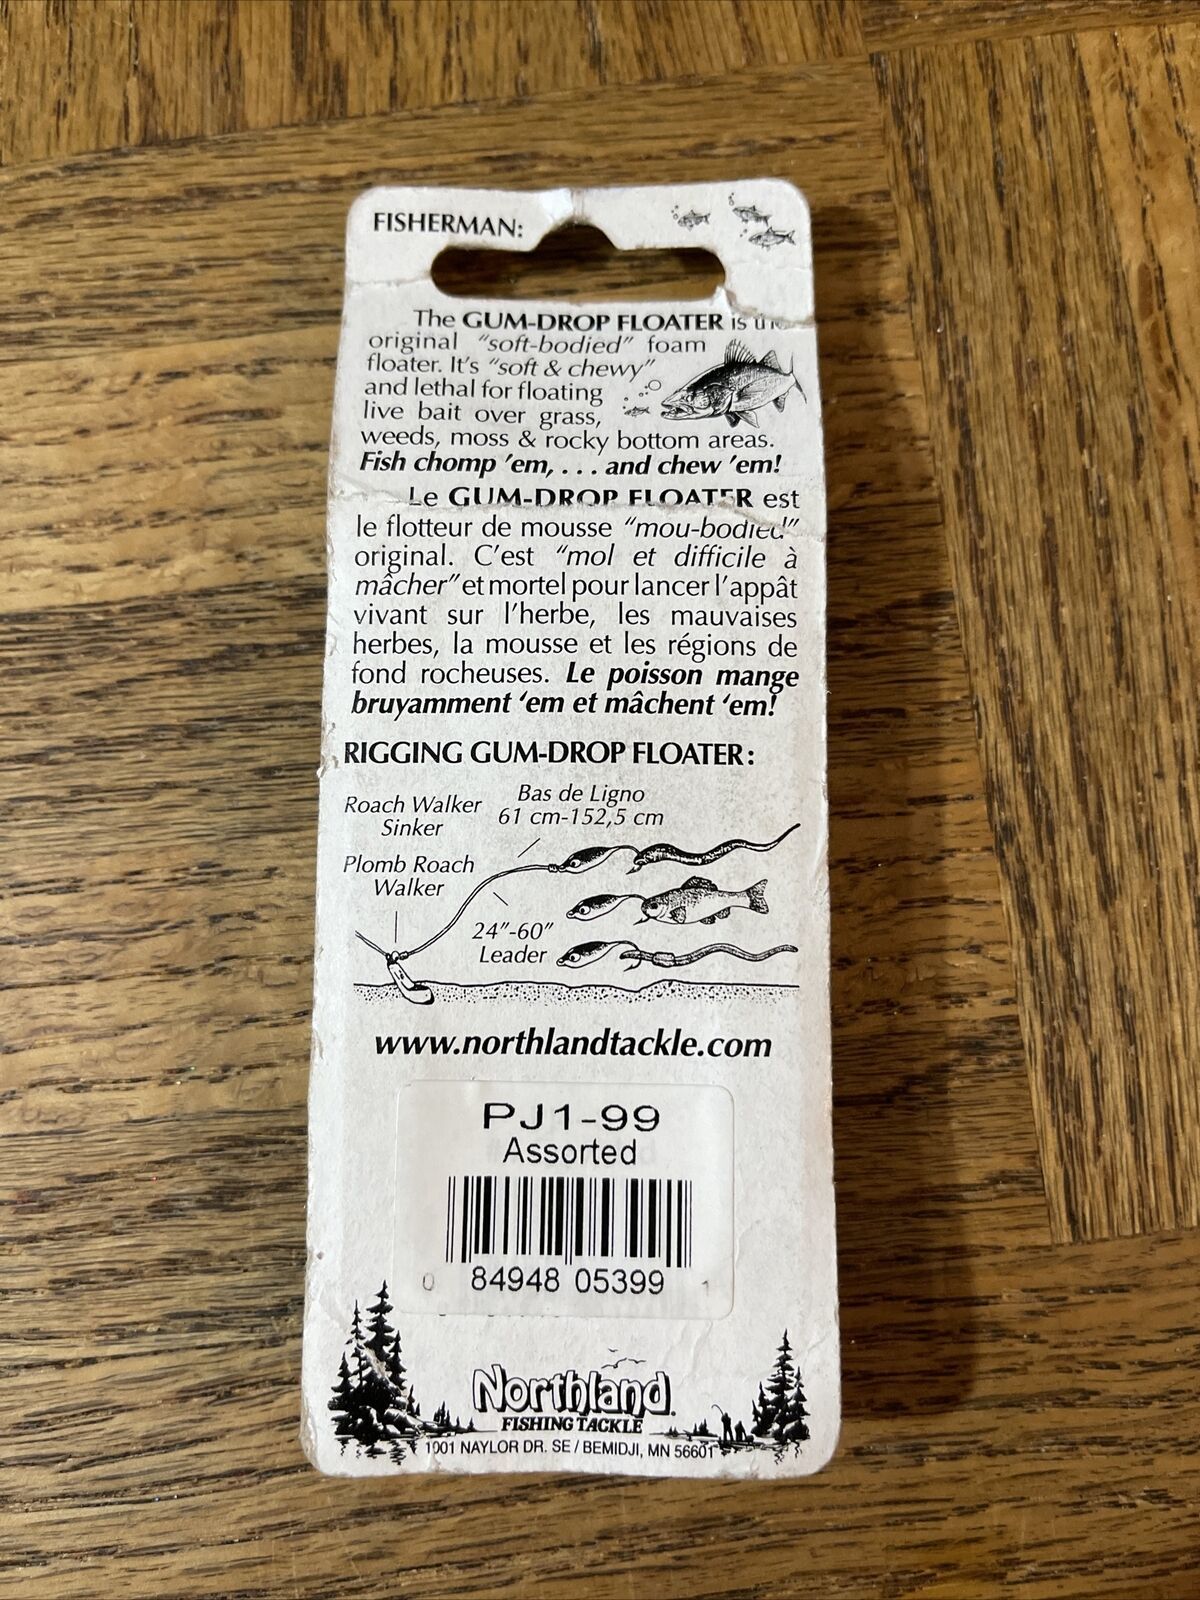 FISHERMAN:
The GUM-DROP FLOATER is the
original "soft-bodied" foam
floater. It's "soft & chewy"
and lethal for floating
live bait over grass,
weeds, moss & rocky bottom areas.
Fish chomp 'em, . . . and chew 'em!
Le GUM-DROP FLOATER est
le flotteur de mousse "mou-bodied"
original. C'est "mol et difficile à
mâcher" et mortel pour lancer l'appât
vivant sur l'herbe, les mauvaises
herbes, la mousse et les régions de
fond rocheuses. Le poisson mange
bruyamment 'em et mâchent 'em!
RIGGING GUM-DROP FLOATER:
Roach Walker
Sinker
Bas de Ligno
61 cm-152,5 cm
Plomb Roach
Walker
24"-60"
Leader
www.northlandtackle.com
PJ1-99
Assorted
0 84948 05399 1
Northland
FISHING TACKLE
1001 NAYLOR DR. SE / BEMIDJI, MN 56601